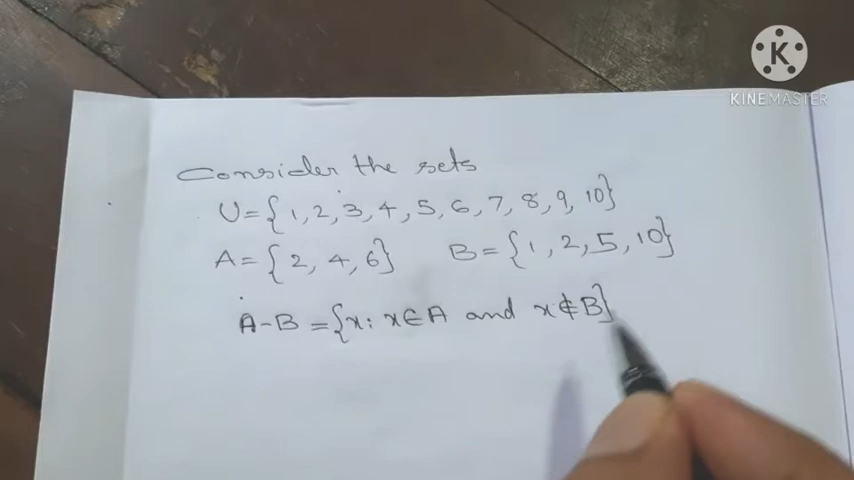 K
KINEMASTER
Consider the sets
U={1,2,3,4,5,6,7,8,9,10}
A={2,4,6} B={1,2,5,10}
A-B={x: x∈A and x∉B}